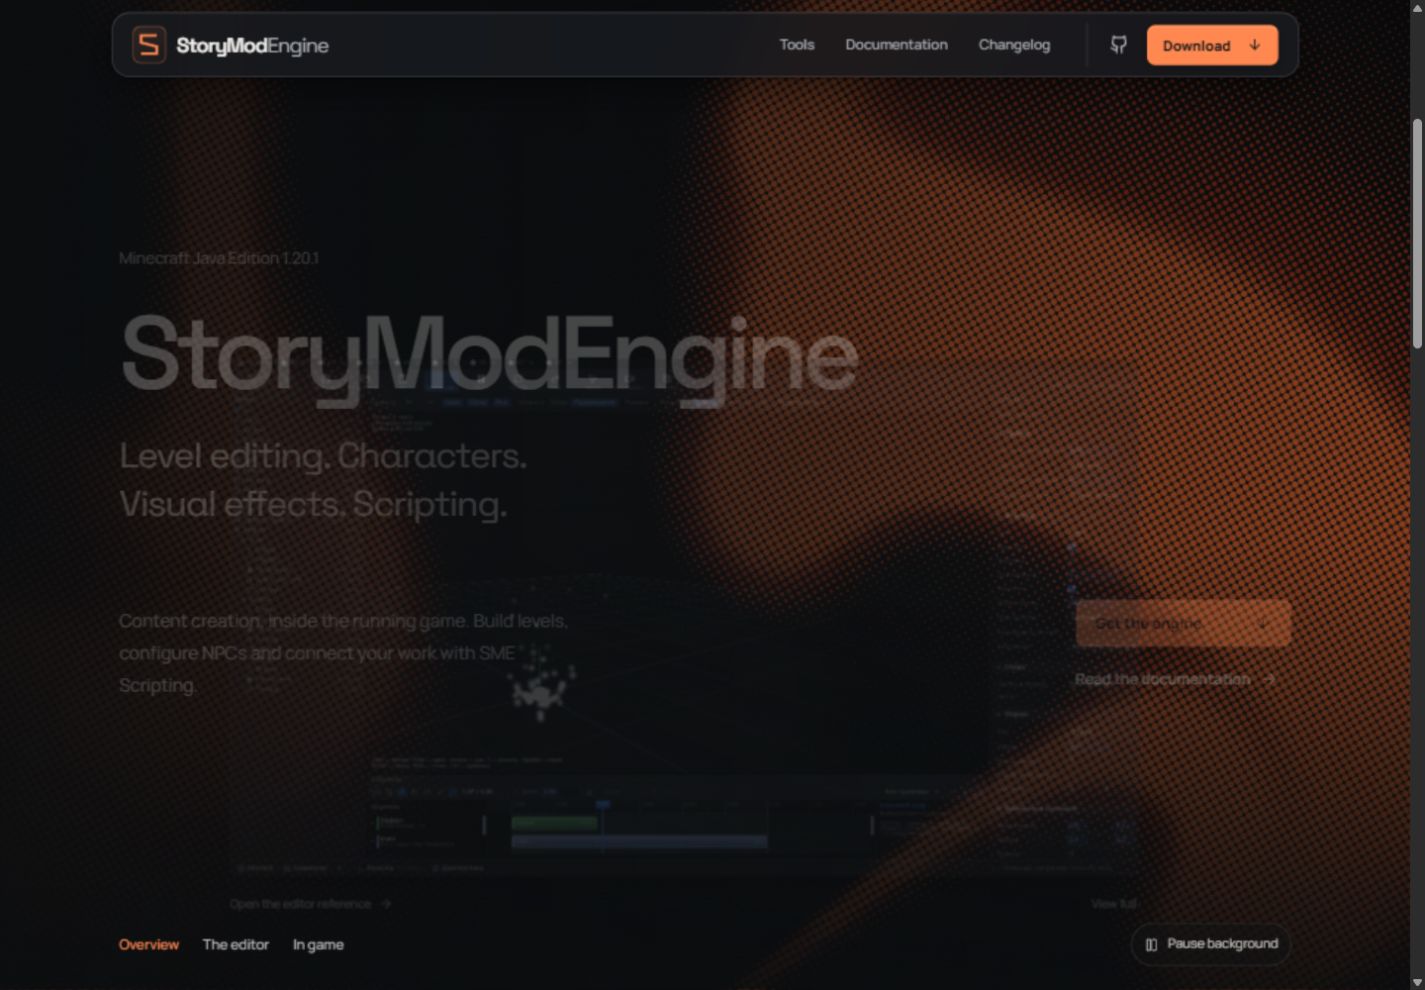 StoryModEngine
Tools
Documentation
Changelog
Download
Minecraft Java Edition 1.20.1
StoryModEngine
Level editing. Characters.
Visual effects. Scripting.
Content creation, inside the running game. Build levels,
configure NPCs and connect your work with SME
Scripting.
Get the engine
Read the documentation
Open the editor reference
View full
Overview
The editor
In game
Pause background